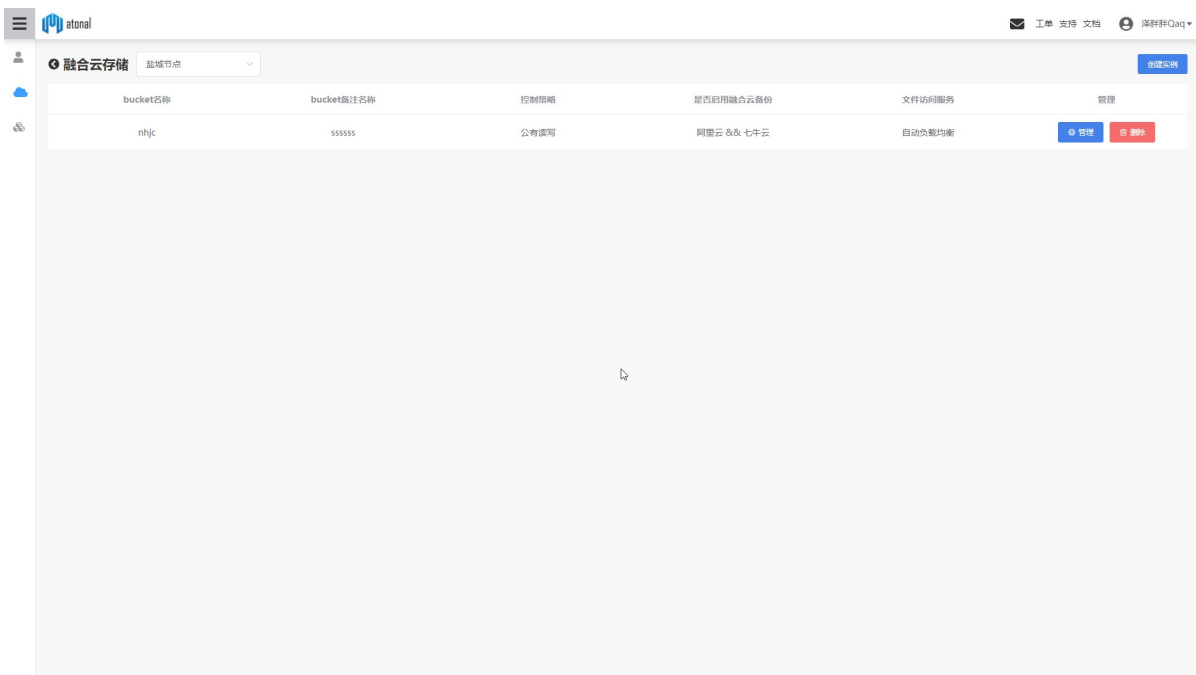 atonal 工单 支持 文档 泽胖胖Qaq
融合云存储 盐城节点 创建实例
bucket名称 bucket备注名称 控制策略 是否启用融合云备份 文件访问服务 管理
nhjc ssssss 公有读写 阿里云 && 七牛云 自动负载均衡 管理 删除